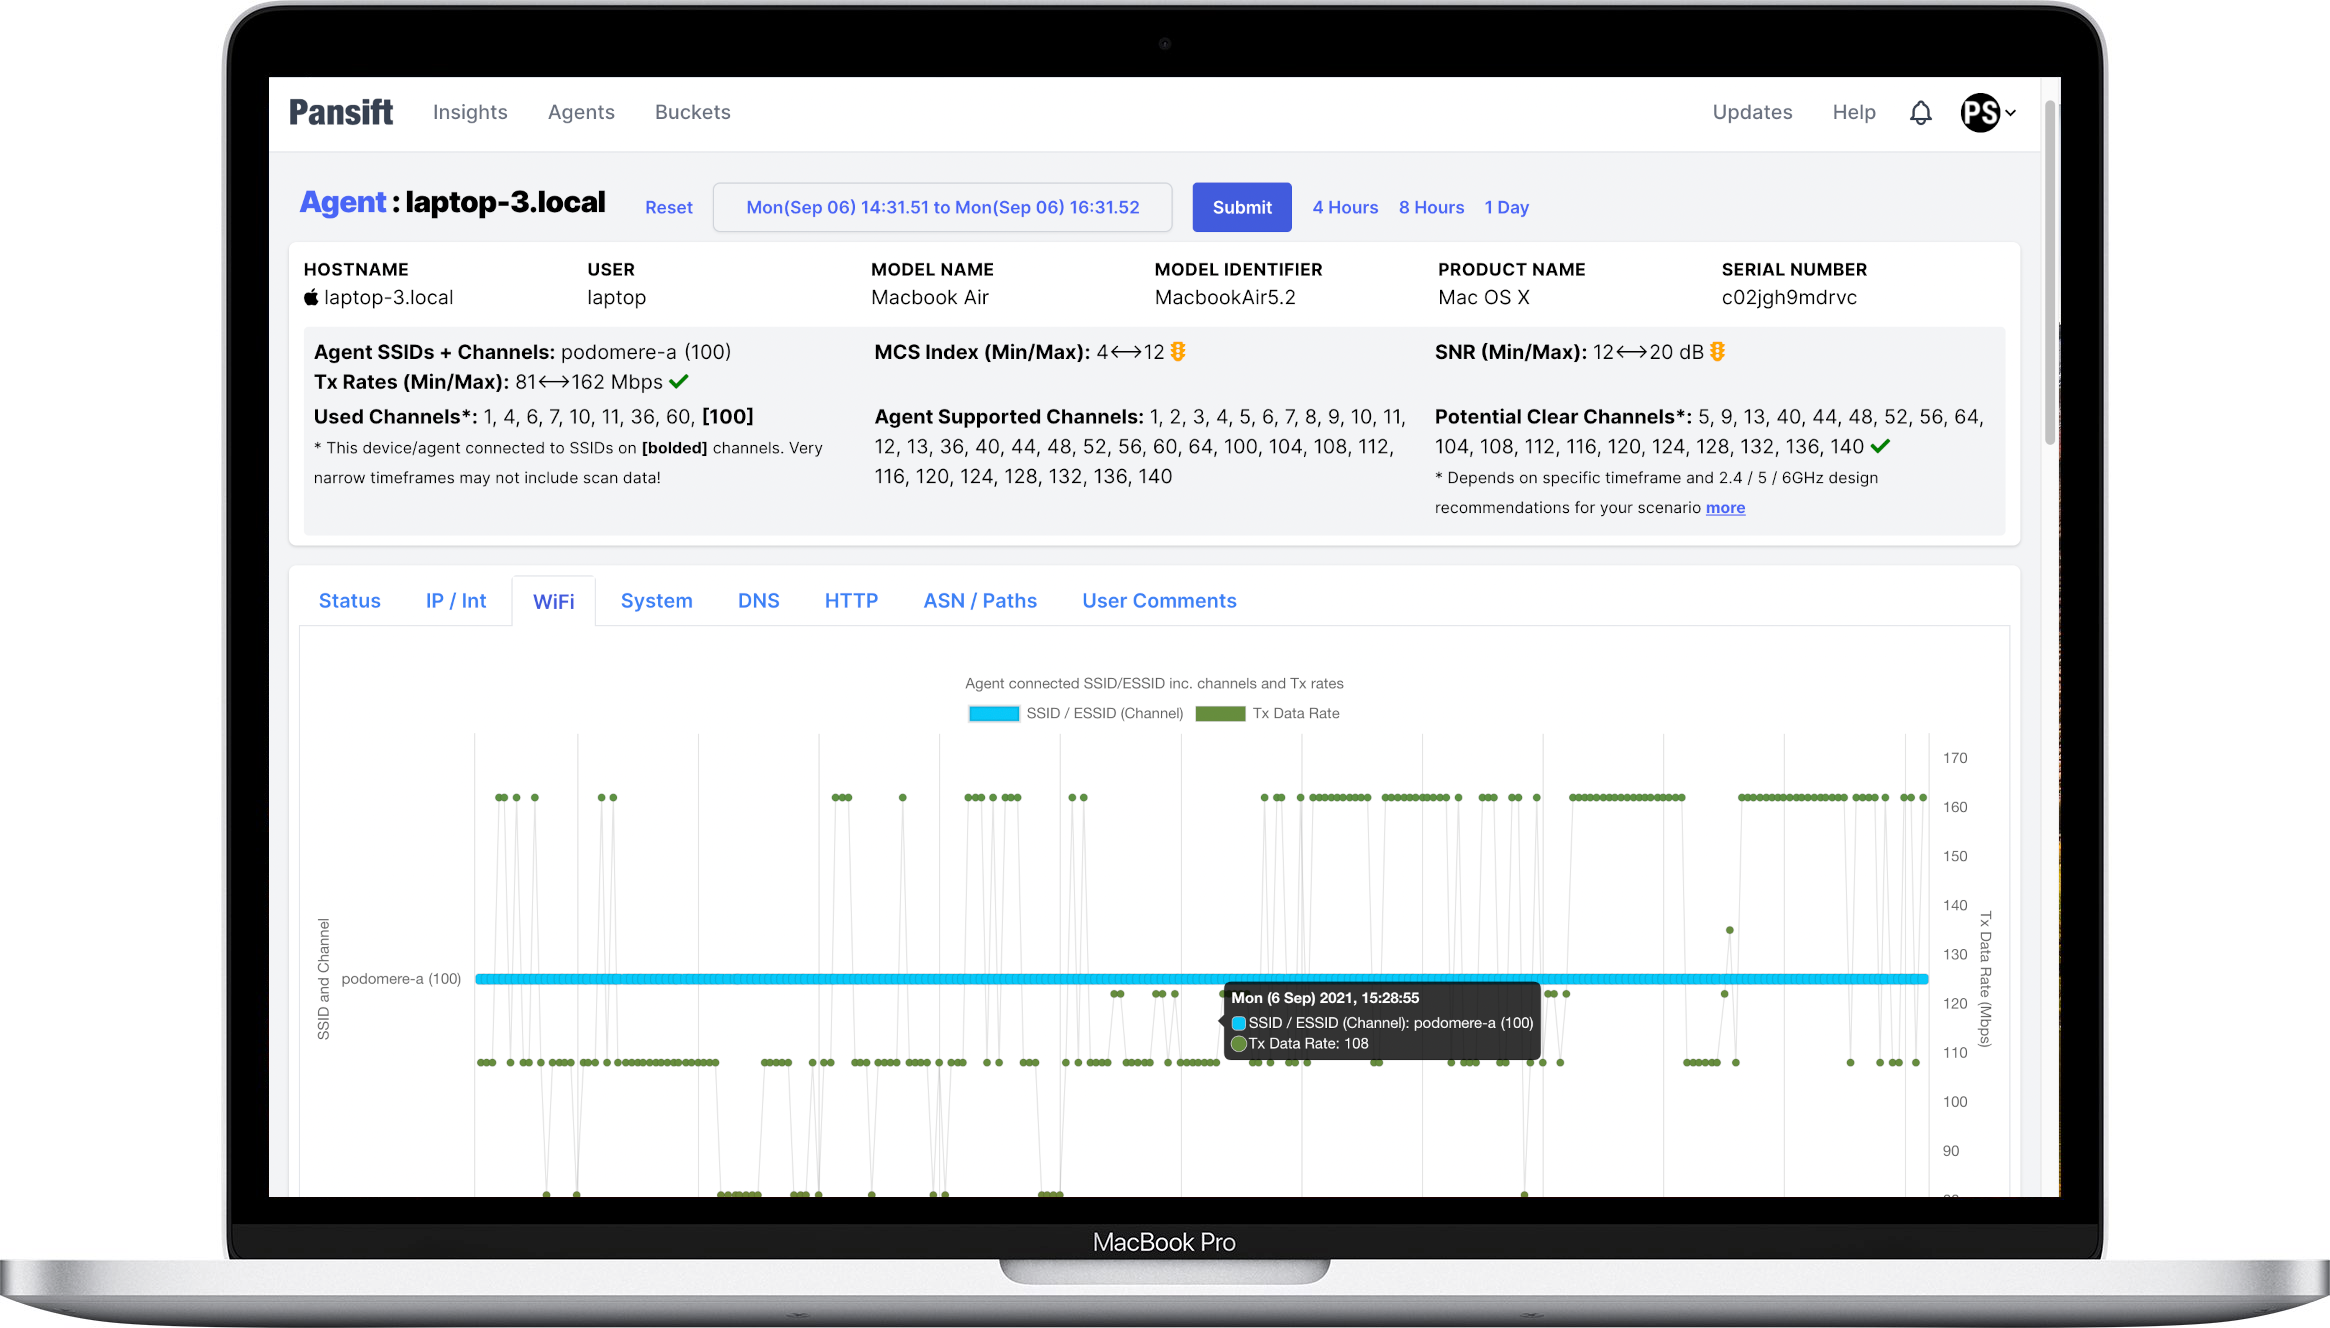 Pansift Insights Agents Buckets Updates Help PS
Agent : laptop-3.local Reset Mon(Sep 06) 14:31.51 to Mon(Sep 06) 16:31.52 Submit 4 Hours 8 Hours 1 Day
HOSTNAME USER MODEL NAME MODEL IDENTIFIER PRODUCT NAME SERIAL NUMBER
laptop-3.local laptop Macbook Air MacbookAir5.2 Mac OS X c02jgh9mdrvc
Agent SSIDs + Channels: podomere-a (100)
Tx Rates (Min/Max): 81⟷162 Mbps
MCS Index (Min/Max): 4⟷12
SNR (Min/Max): 12⟷20 dB
Used Channels*: 1, 4, 6, 7, 10, 11, 36, 60, [100]
* This device/agent connected to SSIDs on [bolded] channels. Very
narrow timeframes may not include scan data!
Agent Supported Channels: 1, 2, 3, 4, 5, 6, 7, 8, 9, 10, 11,
12, 13, 36, 40, 44, 48, 52, 56, 60, 64, 100, 104, 108, 112,
116, 120, 124, 128, 132, 136, 140
Potential Clear Channels*: 5, 9, 13, 40, 44, 48, 52, 56, 64,
104, 108, 112, 116, 120, 124, 128, 132, 136, 140
* Depends on specific timeframe and 2.4 / 5 / 6GHz design
recommendations for your scenario more
Status IP / Int WiFi System DNS HTTP ASN / Paths User Comments
Agent connected SSID/ESSID inc. channels and Tx rates
SSID / ESSID (Channel) Tx Data Rate
SSID and Channel
podomere-a (100)
Mon (6 Sep) 2021, 15:28:55
SSID / ESSID (Channel): podomere-a (100)
Tx Data Rate: 108
170
160
150
140
130
120
110
100
90
Tx Data Rate (Mbps)
MacBook Pro